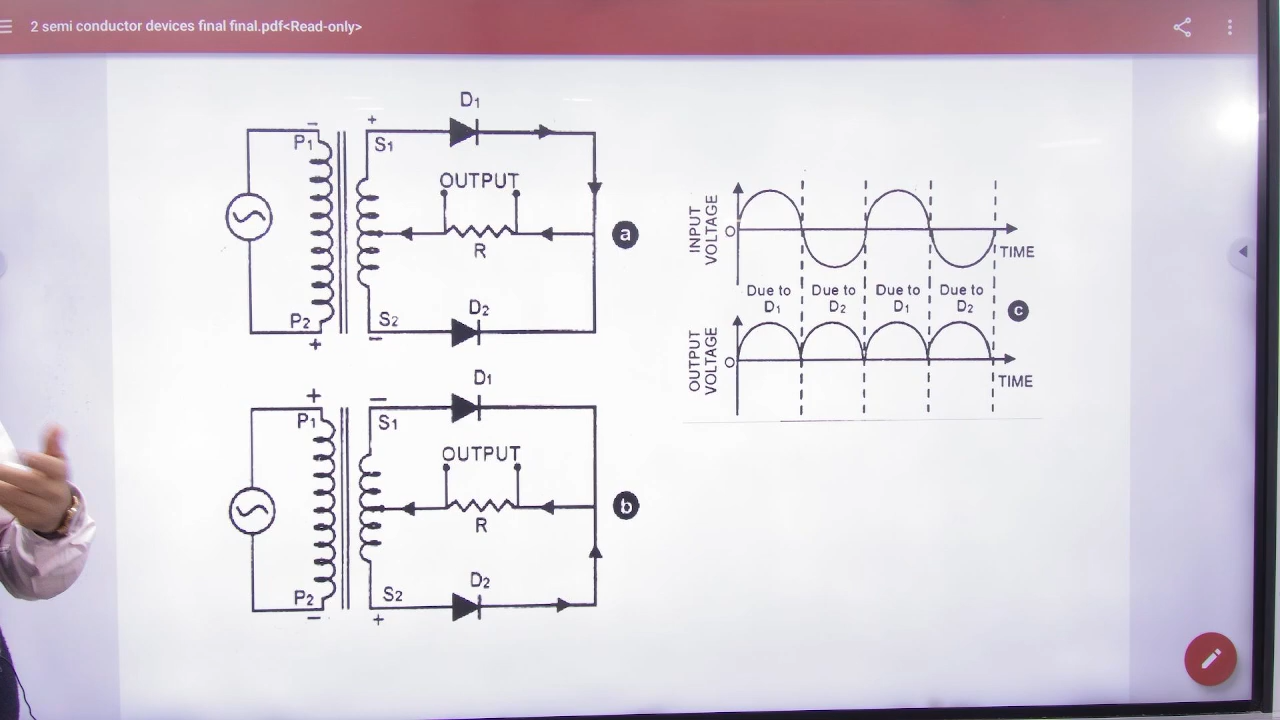 2 semi conductor devices final final.pdf<Read-only>
D1
− +
P1 S1
OUTPUT
R
a
P2 S2 D2
+ −
D1
+ −
P1 S1
OUTPUT
R
b
D2
P2 S2
− +
INPUT
VOLTAGE
O
TIME
Due to
D1
Due to
D2
Due to
D1
Due to
D2
c
OUTPUT
VOLTAGE
O
TIME